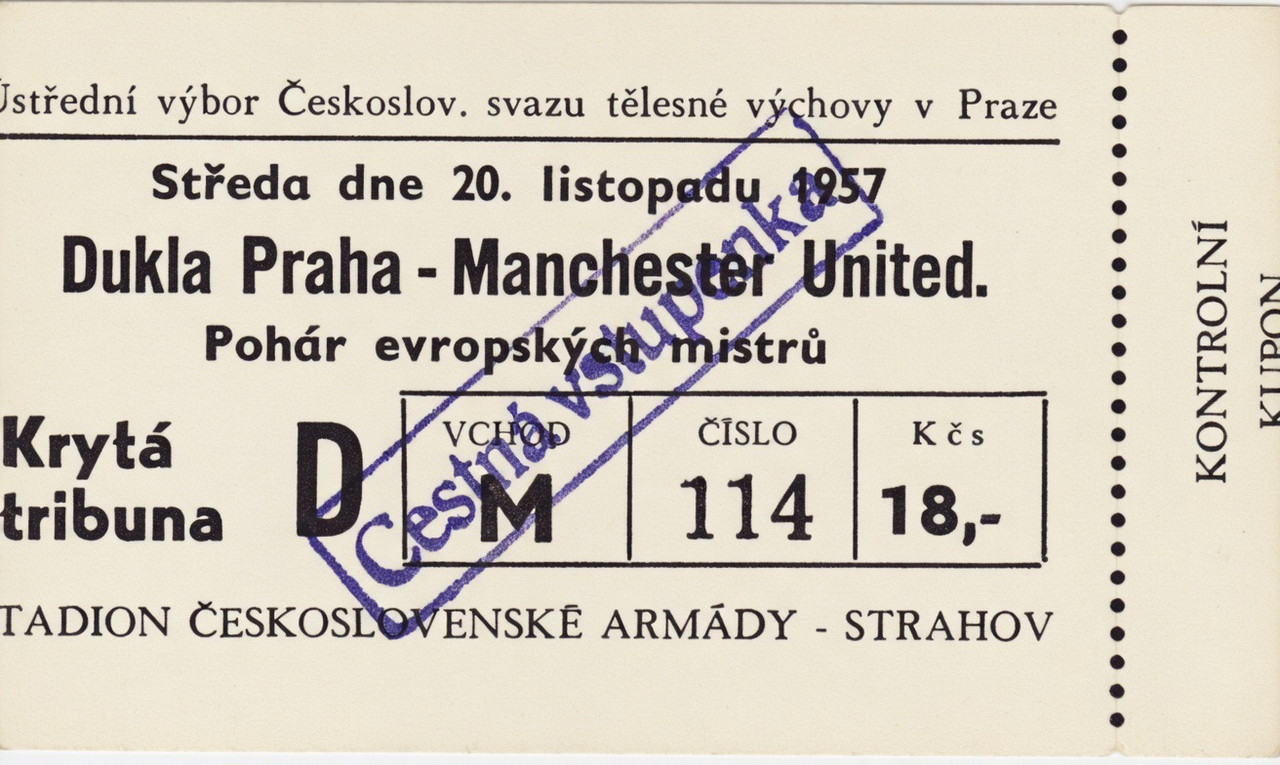 Ústřední výbor Českoslov. svazu tělesné výchovy v Praze
Středa dne 20. listopadu 1957
Dukla Praha - Manchester United.
Pohár evropských mistrů
Čestná vstupenka
Krytá tribuna
D
VCHOD
M
ČÍSLO
114
Kčs
18,-
TADION ČESKOSLOVENSKÉ ARMÁDY - STRAHOV
KONTROLNÍ
KUPON